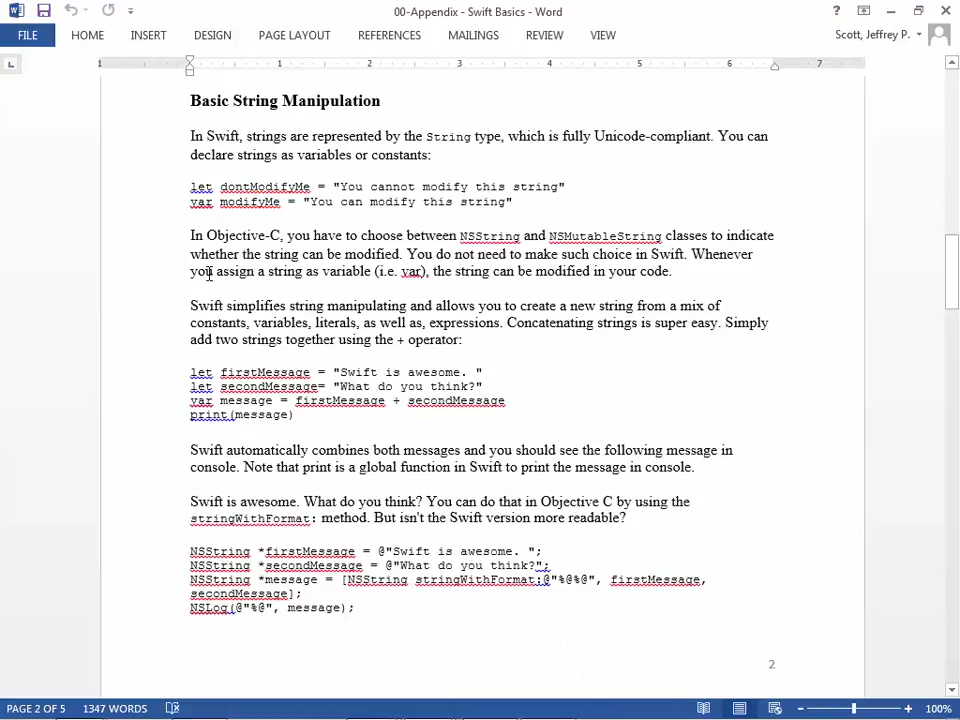 00-Appendix - Swift Basics - Word
FILE HOME INSERT DESIGN PAGE LAYOUT REFERENCES MAILINGS REVIEW VIEW Scott, Jeffrey P.
1 1 2 3 4 5 6 7
Basic String Manipulation
In Swift, strings are represented by the String type, which is fully Unicode-compliant. You can
declare strings as variables or constants:
let dontModifyMe = "You cannot modify this string"
var modifyMe = "You can modify this string"
In Objective-C, you have to choose between NSString and NSMutableString classes to indicate
whether the string can be modified. You do not need to make such choice in Swift. Whenever
you assign a string as variable (i.e. var), the string can be modified in your code.
Swift simplifies string manipulating and allows you to create a new string from a mix of
constants, variables, literals, as well as, expressions. Concatenating strings is super easy. Simply
add two strings together using the + operator:
let firstMessage = "Swift is awesome. "
let secondMessage= "What do you think?"
var message = firstMessage + secondMessage
print(message)
Swift automatically combines both messages and you should see the following message in
console. Note that print is a global function in Swift to print the message in console.
Swift is awesome. What do you think? You can do that in Objective C by using the
stringWithFormat: method. But isn't the Swift version more readable?
NSString *firstMessage = @"Swift is awesome. ";
NSString *secondMessage = @"What do you think?";
NSString *message = [NSString stringWithFormat:@"%@%@", firstMessage,
secondMessage];
NSLog(@"%@", message);
2
PAGE 2 OF 5 1347 WORDS 100%